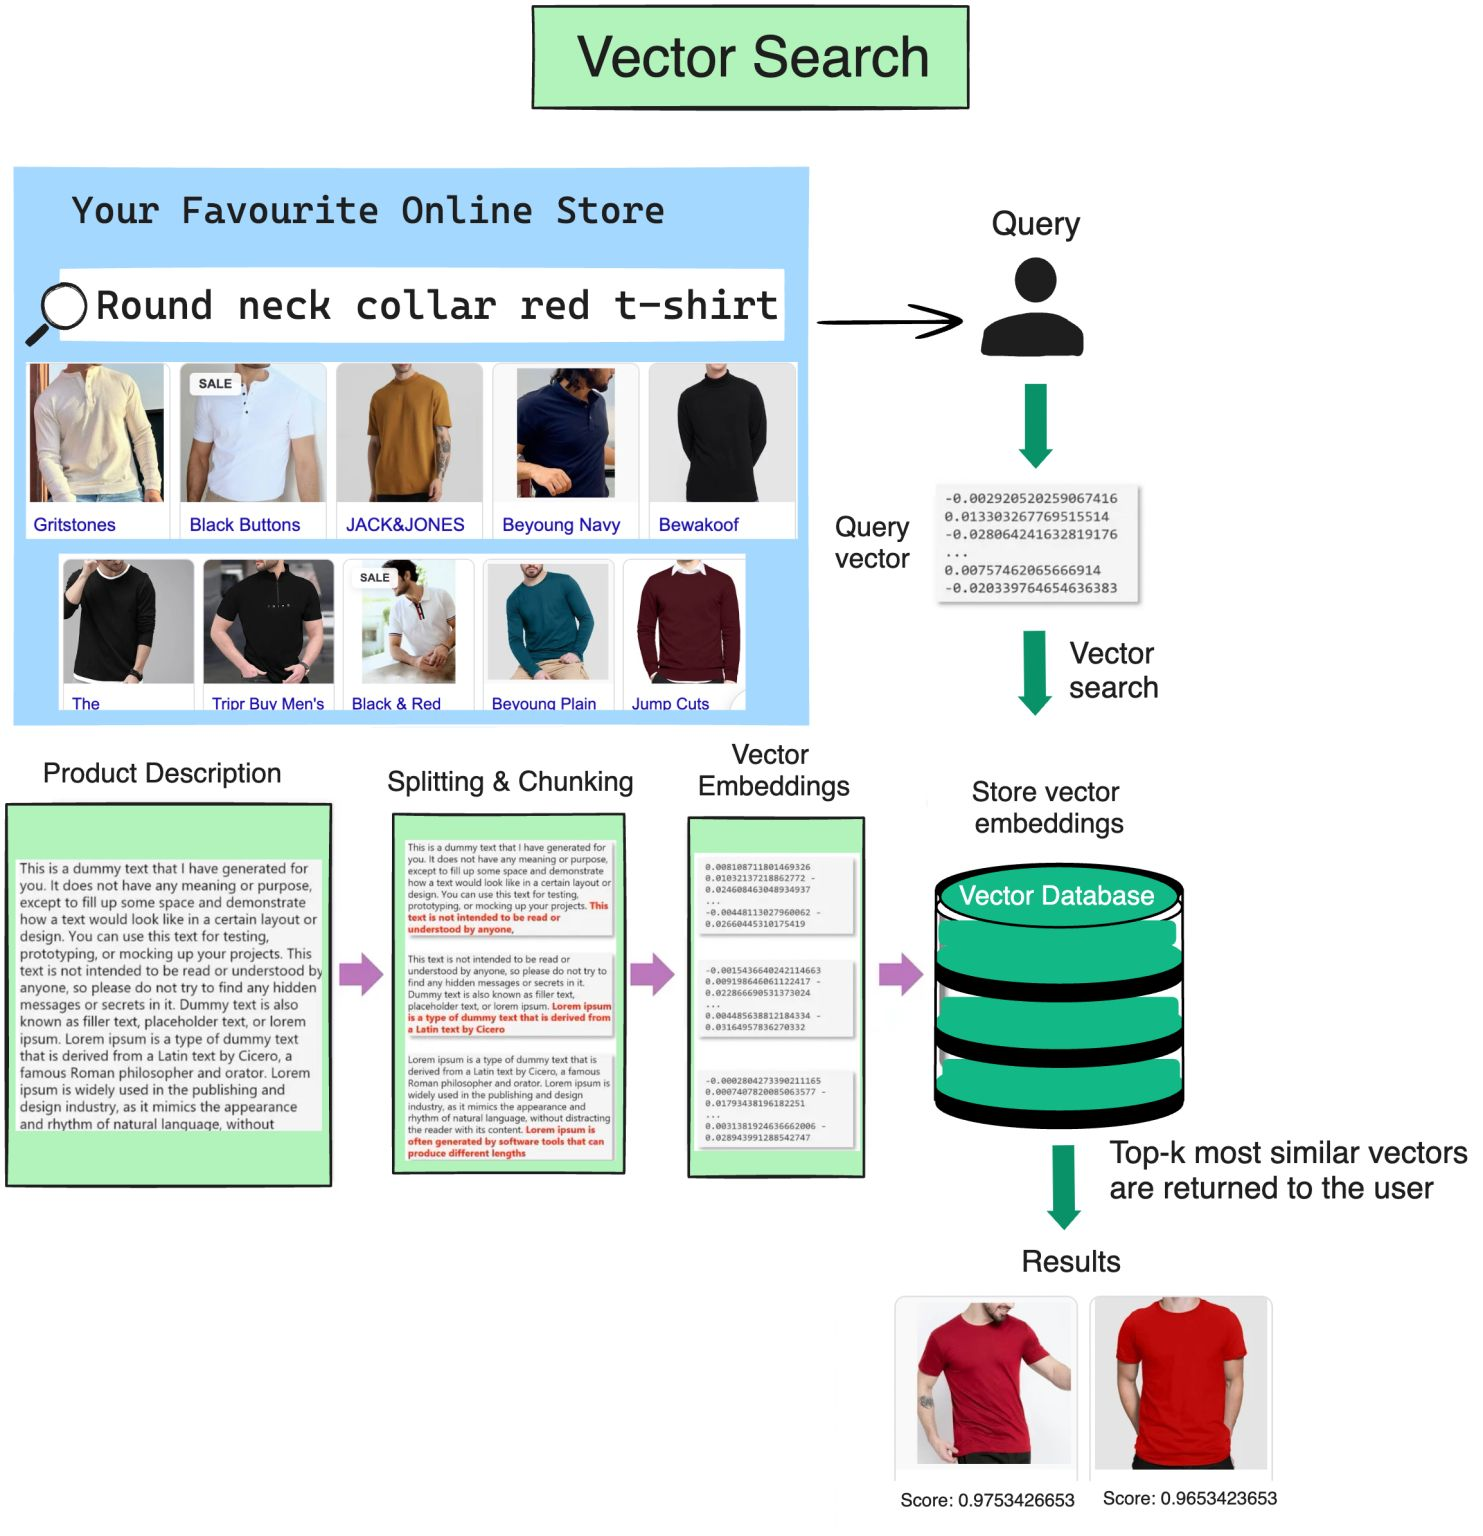 Vector Search
Your Favourite Online Store
Round neck collar red t-shirt
SALE
Gritstones
Black Buttons
JACK&JONES
Beyoung Navy
Bewakoof
SALE
The
Tripr Buy Men's
Black & Red
Beyoung Plain
Jump Cuts
Query
Query
vector
-0.002920520259067416
0.013303267769515514
-0.028064241632819176
...
0.00757462065666914
-0.020339764654636383
Vector
search
Product Description
This is a dummy text that I have generated for
you. It does not have any meaning or purpose,
except to fill up some space and demonstrate
how a text would look like in a certain layout or
design. You can use this text for testing,
prototyping, or mocking up your projects. This
text is not intended to be read or understood by
anyone, so please do not try to find any hidden
messages or secrets in it. Dummy text is also
known as filler text, placeholder text, or lorem
ipsum. Lorem ipsum is a type of dummy text
that is derived from a Latin text by Cicero, a
famous Roman philosopher and orator. Lorem
ipsum is widely used in the publishing and
design industry, as it mimics the appearance
and rhythm of natural language, without
Splitting & Chunking
This is a dummy text that I have generated for
you. It does not have any meaning or purpose,
except to fill up some space and demonstrate
how a text would look like in a certain layout or
design. You can use this text for testing,
prototyping, or mocking up your projects. This
text is not intended to be read or
understood by anyone,
This text is not intended to be read or
understood by anyone, so please do not try to
find any hidden messages or secrets in it.
Dummy text is also known as filler text,
placeholder text, or lorem ipsum. Lorem ipsum
is a type of dummy text that is derived from
a Latin text by Cicero
Lorem ipsum is a type of dummy text that is
derived from a Latin text by Cicero, a famous
Roman philosopher and orator. Lorem ipsum is
widely used in the publishing and design
industry, as it mimics the appearance and
rhythm of natural language, without distracting
the reader with its content. Lorem ipsum is
often generated by software tools that can
produce different lengths
Vector
Embeddings
0.008108711801469326
0.01032137218862772 -
0.024608463048934937
...
-0.00448113027960062 -
0.02660445310175419
-0.0015436640242114663
0.009198646061122417 -
0.022866690531373024
...
0.004485638812184334 -
0.03164957836270332
-0.0002804273390211165
0.0007407820085063577 -
0.01793438196182251
...
0.0031381924636662006 -
0.028943991288542747
Store vector
embeddings
Vector Database
Top-k most similar vectors
are returned to the user
Results
Score: 0.9753426653
Score: 0.9653423653